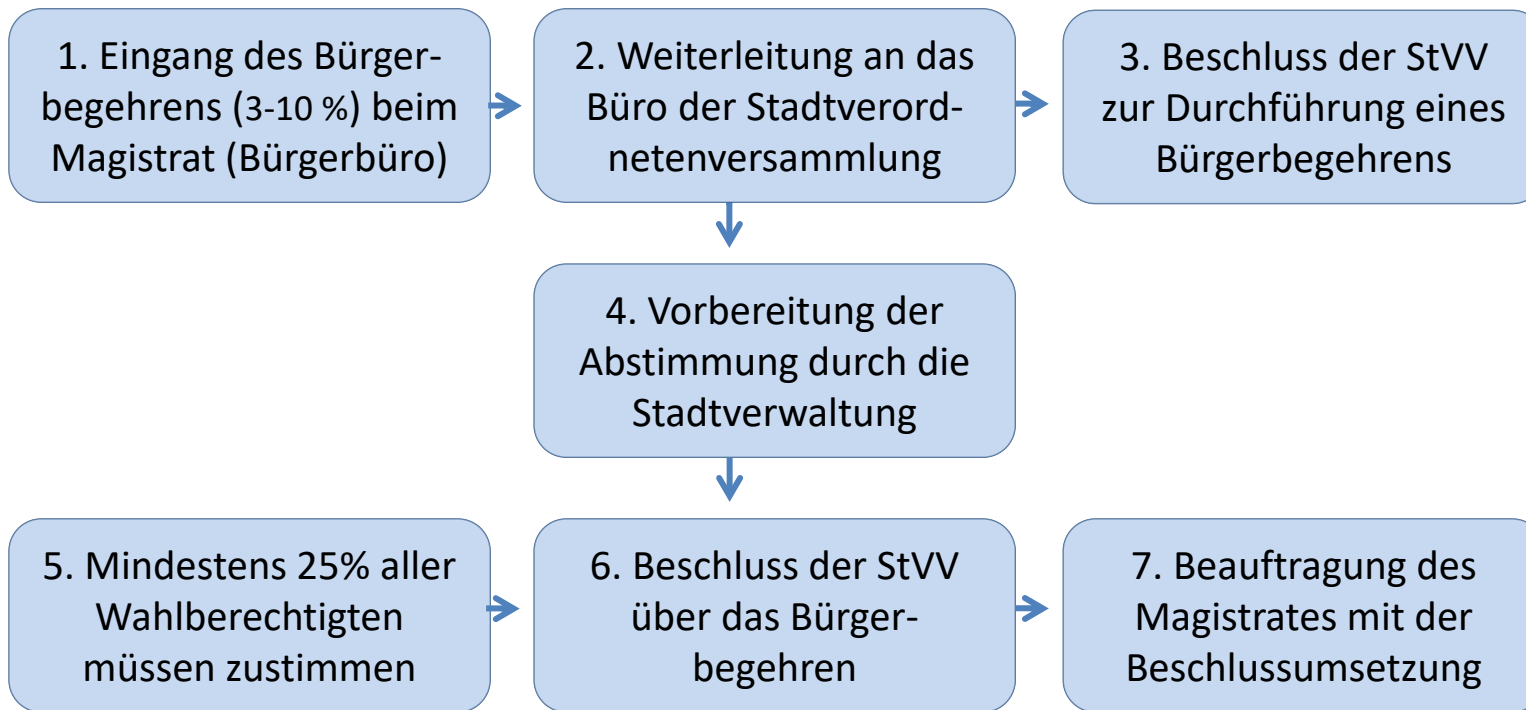 1. Eingang des Bürger-
begehrens (3-10 %) beim
Magistrat (Bürgerbüro)
2. Weiterleitung an das
Büro der Stadtverord-
netenversammlung
3. Beschluss der StVV
zur Durchführung eines
Bürgerbegehrens
4. Vorbereitung der
Abstimmung durch die
Stadtverwaltung
5. Mindestens 25% aller
Wahlberechtigten
müssen zustimmen
6. Beschluss der StVV
über das Bürger-
begehren
7. Beauftragung des
Magistrates mit der
Beschlussumsetzung